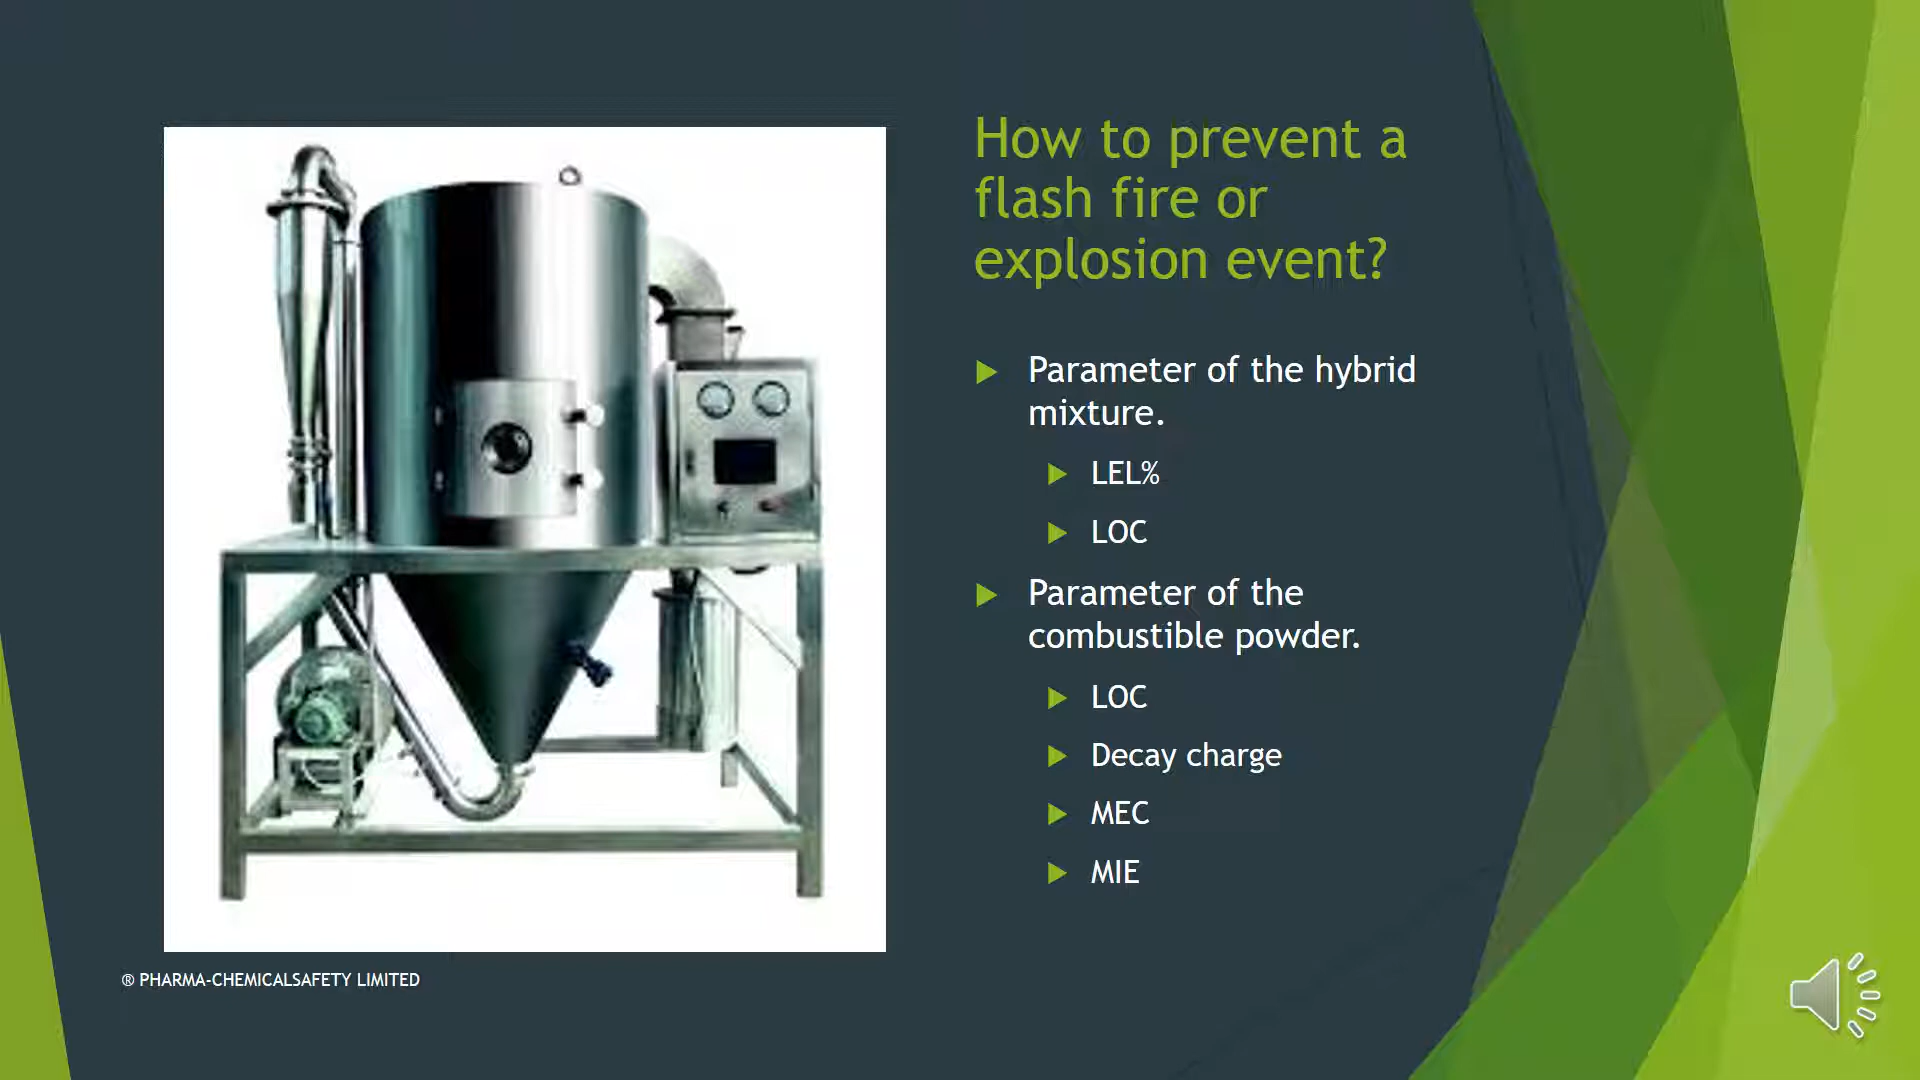 How to prevent a
flash fire or
explosion event?
Parameter of the hybrid
mixture.
LEL%
LOC
Parameter of the
combustible powder.
LOC
Decay charge
MEC
MIE
® PHARMA-CHEMICALSAFETY LIMITED